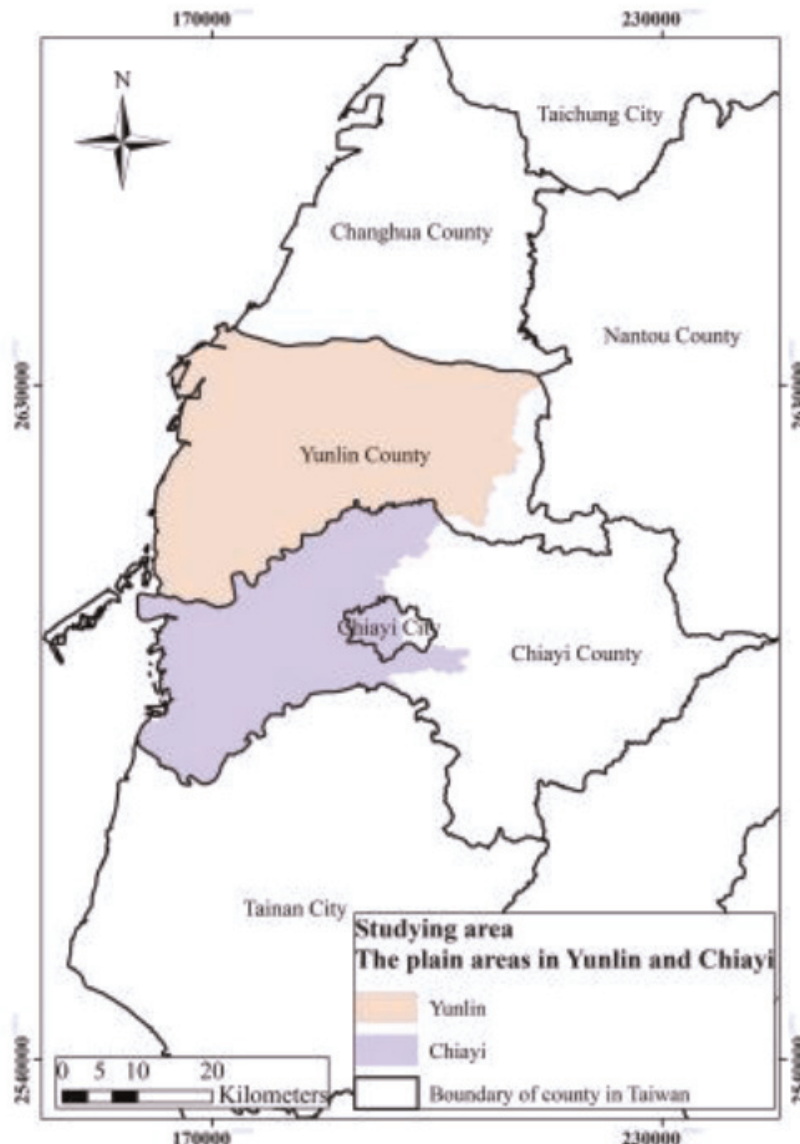 170000
230000
N
Taichung City
Changhua County
Nantou County
2630000
2630000
Yunlin County
Chiayi City
Chiayi County
Tainan City
Studying area
The plain areas in Yunlin and Chiayi
Yunlin
Chiayi
Boundary of county in Taiwan
0 5 10 20
Kilometers
2540000
2540000
170000
230000